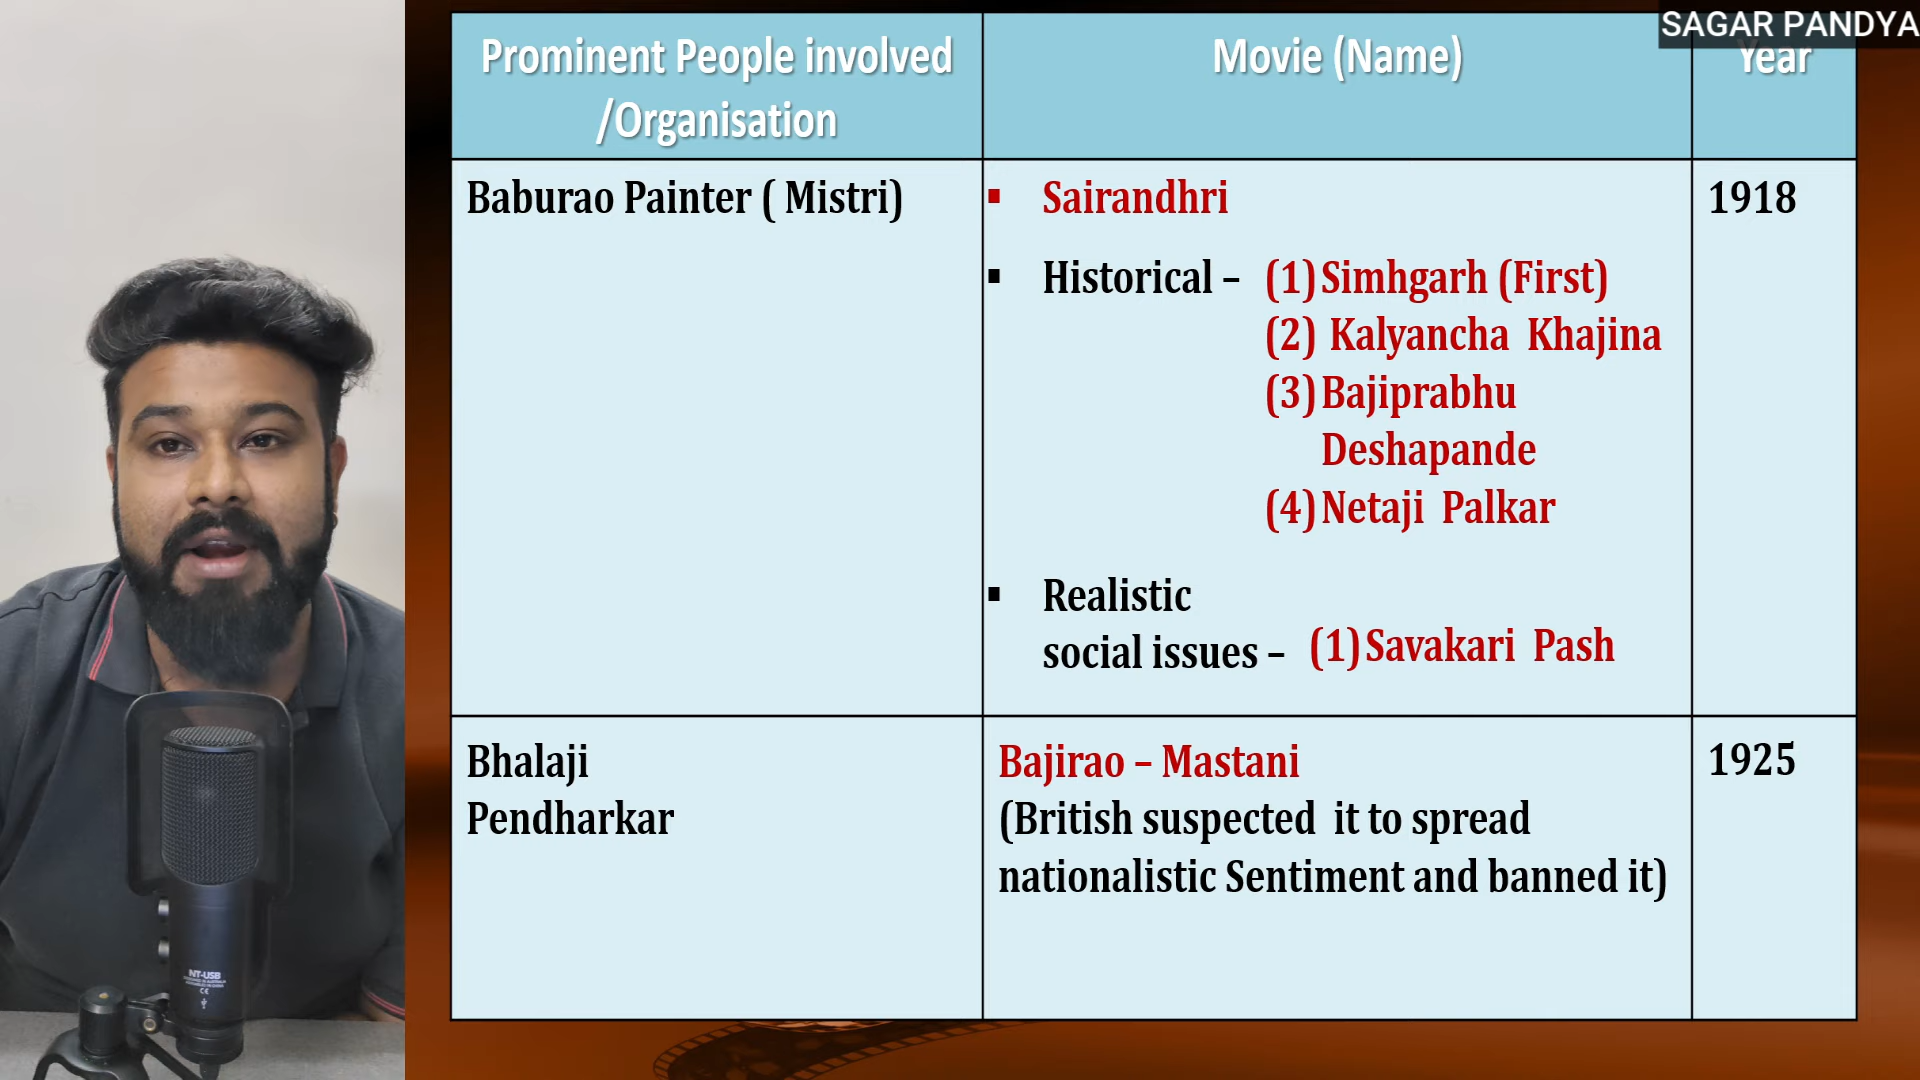 SAGAR PANDYA
Prominent People involved
/Organisation
Movie (Name)
Year
Baburao Painter ( Mistri)
▪ Sairandhri
1918
▪ Historical – (1) Simhgarh (First)
(2) Kalyancha Khajina
(3) Bajiprabhu
Deshapande
(4) Netaji Palkar
▪ Realistic
social issues – (1) Savakari Pash
Bhalaji
Pendharkar
Bajirao – Mastani
(British suspected it to spread
nationalistic Sentiment and banned it)
1925
NT-USB